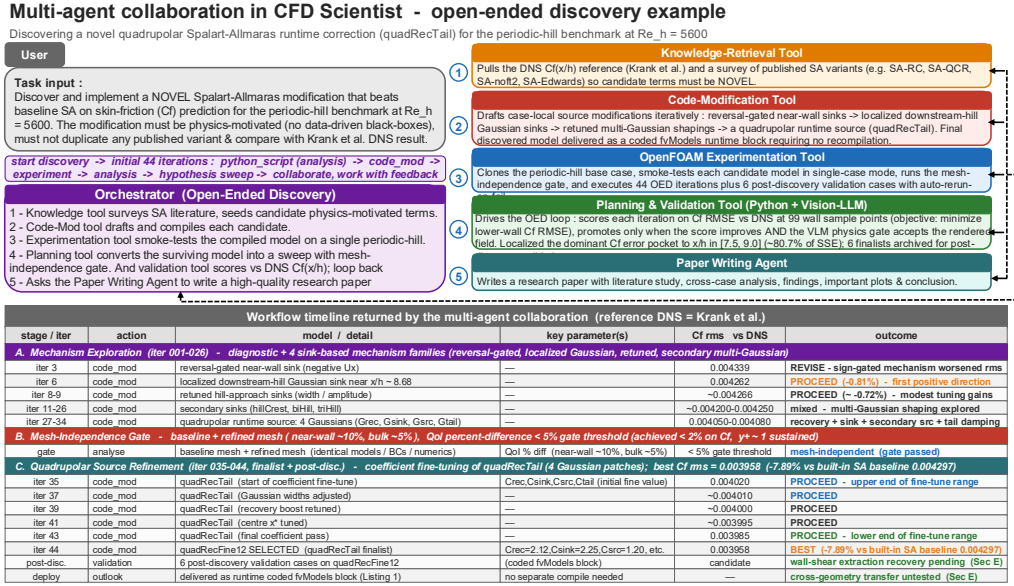 Multi-agent collaboration in CFD Scientist - open-ended discovery example
Discovering a novel quadrupolar Spalart-Allmaras runtime correction (quadRecTail) for the periodic-hill benchmark at Re_h = 5600
User
Task input :
Discover and implement a NOVEL Spalart-Allmaras modification that beats
baseline SA on skin-friction (Cf) prediction for the periodic-hill benchmark at Re_h
= 5600. The modification must be physics-motivated (no data-driven black-boxes),
must not duplicate any published variant & compare with Krank et al. DNS result.
start discovery -> initial 44 iterations : python_script (analysis) -> code_mod ->
experiment -> analysis -> hypothesis sweep -> collaborate, work with feedback
Orchestrator (Open-Ended Discovery)
1 - Knowledge tool surveys SA literature, seeds candidate physics-motivated terms.
2 - Code-Mod tool drafts and compiles each candidate.
3 - Experimentation tool smoke-tests the compiled model on a single periodic-hill.
4 - Planning tool converts the surviving model into a sweep with mesh-
independence gate. And validation tool scores vs DNS Cf(x/h); loop back
5 - Asks the Paper Writing Agent to write a high-quality research paper
1
Knowledge-Retrieval Tool
Pulls the DNS Cf(x/h) reference (Krank et al.) and a survey of published SA variants (e.g. SA-RC, SA-QCR,
SA-noft2, SA-Edwards) so candidate terms must be NOVEL.
2
Code-Modification Tool
Drafts case-local source modifications iteratively : reversal-gated near-wall sinks -> localized downstream-hill
Gaussian sinks -> retuned multi-Gaussian shapings -> a quadrupolar runtime source (quadRecTail). Final
discovered model delivered as a coded fvModels runtime block requiring no recompilation.
3
OpenFOAM Experimentation Tool
Clones the periodic-hill base case, smoke-tests each candidate model in single-case mode, runs the mesh-
independence gate, and executes 44 OED iterations plus 6 post-discovery validation cases with auto-rerun-
4
Planning & Validation Tool (Python + Vision-LLM)
Drives the OED loop : scores each iteration on Cf RMSE vs DNS at 99 wall sample points (objective: minimize
lower-wall Cf RMSE), promotes only when the score improves AND the VLM physics gate accepts the rendered
field. Localized the dominant Cf error pocket to x/h in [7.5, 9.0] (~80.7% of SSE); 6 finalists archived for post-
5
Paper Writing Agent
Writes a research paper with literature study, cross-case analysis, findings, important plots & conclusion.
Workflow timeline returned by the multi-agent collaboration (reference DNS = Krank et al.)
stage / iter action model / detail key parameter(s) Cf rms vs DNS outcome
A. Mechanism Exploration (iter 001-026) - diagnostic + 4 sink-based mechanism families (reversal-gated, localized Gaussian, retuned, secondary multi-Gaussian)
iter 3 code_mod reversal-gated near-wall sink (negative Ux) — 0.004339 REVISE - sign-gated mechanism worsened rms
iter 6 code_mod localized downstream-hill Gaussian sink near x/h ~ 8.68 — 0.004262 PROCEED (-0.81%) - first positive direction
iter 8-9 code_mod retuned hill-approach sinks (width / amplitude) — ~0.004266 PROCEED (~ -0.72%) - modest tuning gains
iter 11-26 code_mod secondary sinks (hillCrest, biHill, triHill) — ~0.004200-0.004250 mixed - multi-Gaussian shaping explored
iter 27-34 code_mod quadrupolar runtime source: 4 Gaussians (Grec, Gsink, Gsrc, Gtail) — 0.004050-0.004080 recovery + sink + secondary src + tail damping
B. Mesh-Independence Gate - baseline + refined mesh ( near-wall ~10%, bulk ~5%), QoI percent-difference < 5% gate threshold (achieved < 2% on Cf, y+ ~ 1 sustained)
gate analyse baseline mesh + refined mesh (identical models / BCs / numerics) QoI % diff (near-wall ~10%, bulk ~5%) < 5% gate threshold mesh-independent (gate passed)
C. Quadrupolar Source Refinement (iter 035-044, finalist + post-disc.) - coefficient fine-tuning of quadRecTail (4 Gaussian patches); best Cf rms = 0.003958 (-7.89% vs built-in SA baseline 0.004297)
iter 35 code_mod quadRecTail (start of coefficient fine-tune) Crec,Csink,Csrc,Ctail (initial fine value) 0.004020 PROCEED - upper end of fine-tune range
iter 37 code_mod quadRecTail (Gaussian widths adjusted) — ~0.004010 PROCEED
iter 39 code_mod quadRecTail (recovery boost retuned) — ~0.004000 PROCEED
iter 41 code_mod quadRecTail (centre x* tuned) — ~0.003995 PROCEED
iter 43 code_mod quadRecTail (final coefficient pass) — 0.003985 PROCEED - lower end of fine-tune range
iter 44 code_mod quadRecFine12 SELECTED (quadRecTail finalist) Crec=2.12,Csink=2.25,Csrc=1.20, etc. 0.003958 BEST (-7.89% vs built-in SA baseline 0.004297)
post-disc. validation 6 post-discovery validation cases on quadRecFine12 (coded fvModels block) candidate wall-shear extraction recovery pending (Sec E)
deploy outlook delivered as runtime coded fvModels block (Listing 1) no separate compile needed — cross-geometry transfer untested (Sec E)